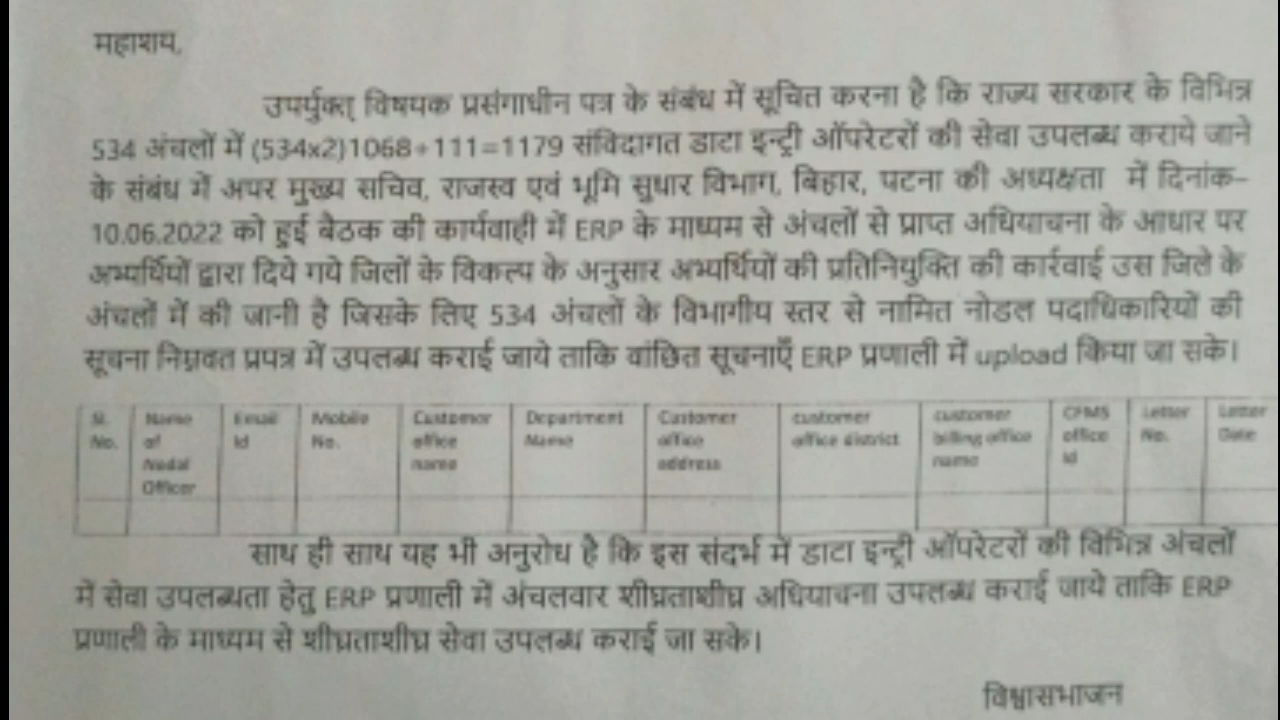 महाशय,
उपर्युक्त् विषयक प्रसंगाधीन पत्र के संबंध में सूचित करना है कि राज्य सरकार के विभिन्न
534 अंचलों में (534x2)1068+111=1179 संविदागत डाटा इन्ट्री ऑपरेटरों की सेवा उपलब्ध कराये जाने
के संबंध में अपर मुख्य सचिव, राजस्व एवं भूमि सुधार विभाग, बिहार, पटना की अध्यक्षता में दिनांक-
10.06.2022 को हुई बैठक की कार्यवाही में ERP के माध्यम से अंचलों से प्राप्त अधियाचना के आधार पर
अभ्यर्थियों द्वारा दिये गये जिलों के विकल्प के अनुसार अभ्यर्थियों की प्रतिनियुक्ति की कार्रवाई उस जिले के
अंचलों में की जानी है जिसके लिए 534 अंचलों के विभागीय स्तर से नामित नोडल पदाधिकारियों की
सूचना निम्नवत प्रपत्र में उपलब्ध कराई जाये ताकि वांछित सूचनाएँ ERP प्रणाली में upload किया जा सके।
Sl. Name Email Mobile Customer Department Customer customer customer CFMS Letter Letter
No. of Id No. office Name office office district billing office office No. Date
Nodal name address name Id
Officer
साथ ही साथ यह भी अनुरोध है कि इस संदर्भ में डाटा इन्ट्री ऑपरेटरों की विभिन्न अंचलों
में सेवा उपलब्धता हेतु ERP प्रणाली में अंचलवार शीघ्रताशीघ्र अधियाचना उपलब्ध कराई जाये ताकि ERP
प्रणाली के माध्यम से शीघ्रताशीघ्र सेवा उपलब्ध कराई जा सके।
विश्वासभाजन